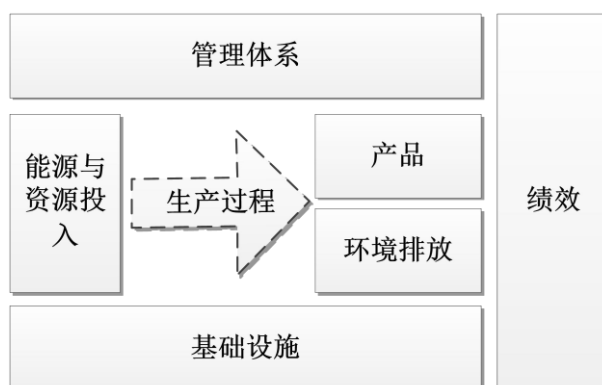 管理体系
能源与
资源投
入
生产过程
产品
环境排放
绩效
基础设施